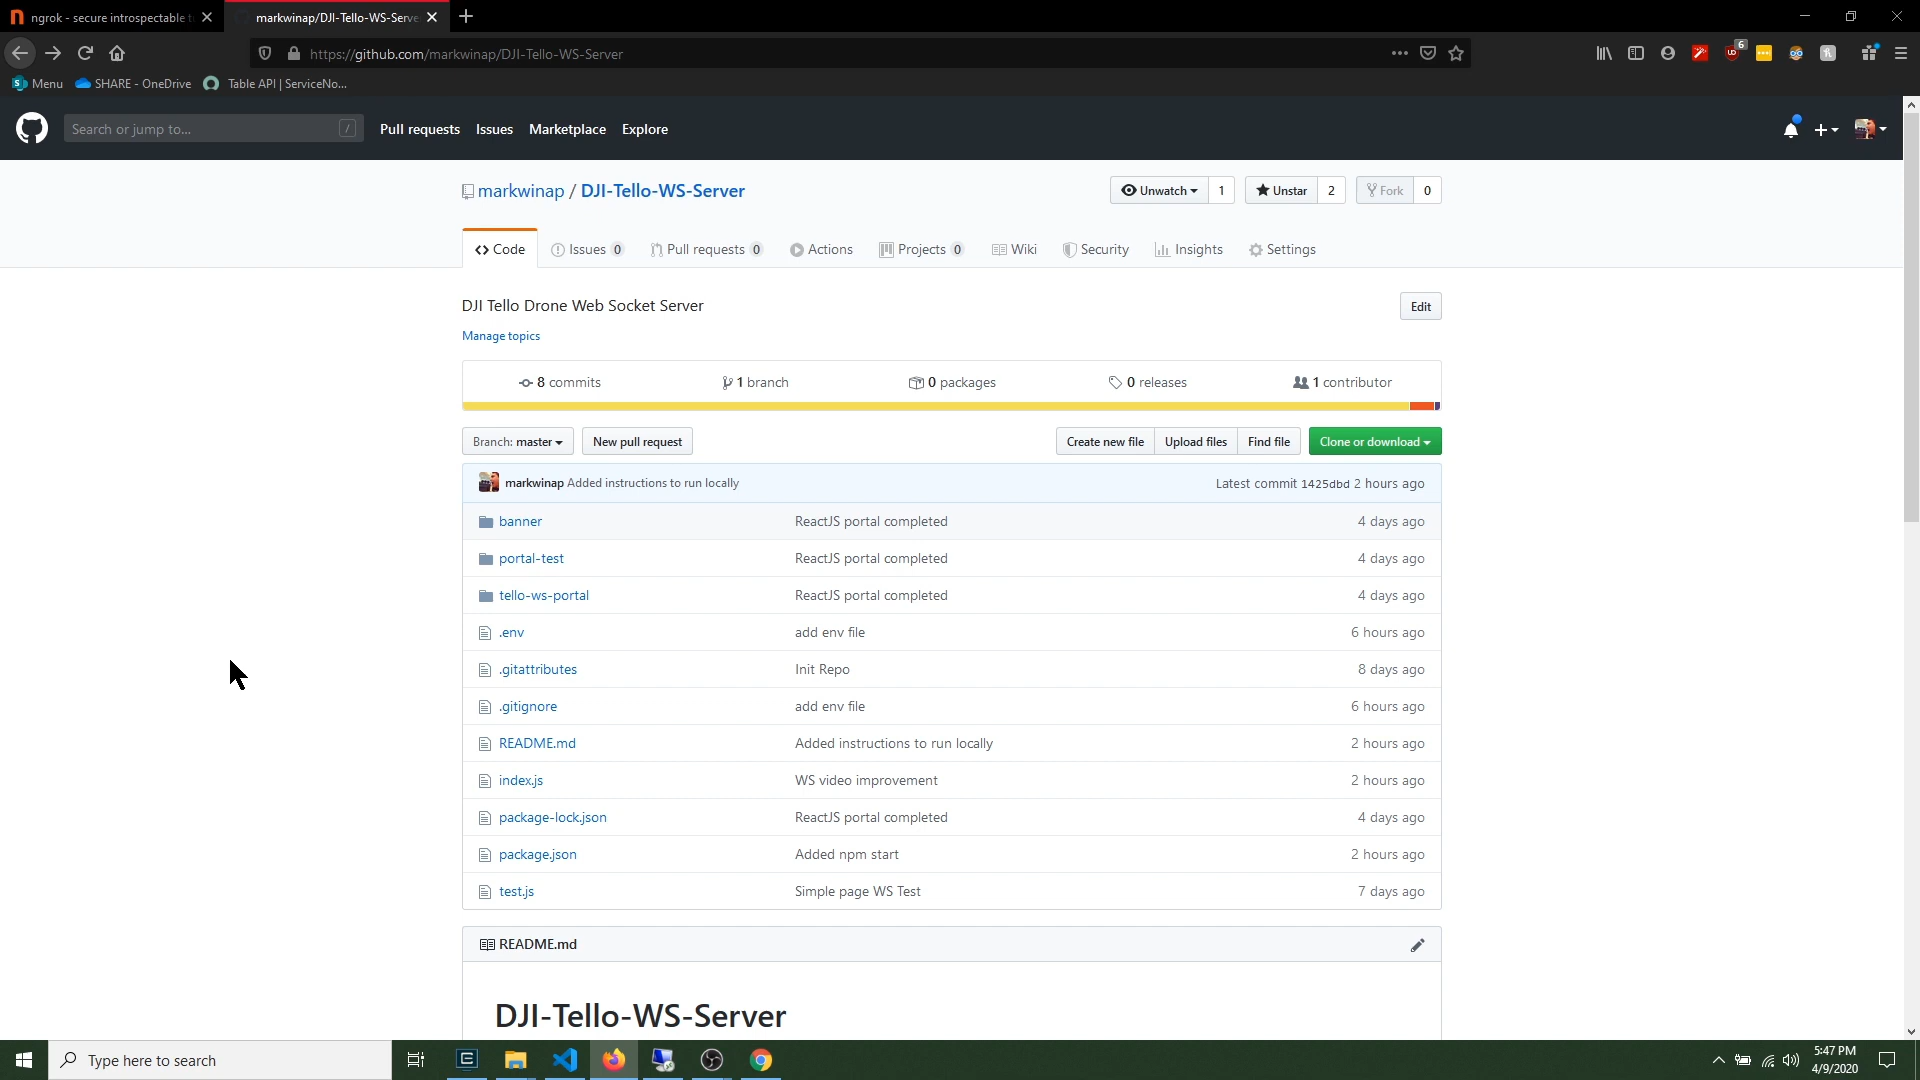 ngrok - secure introspectable t
markwinap/DJI-Tello-WS-Serve
https://github.com/markwinap/DJI-Tello-WS-Server
6
Menu
SHARE - OneDrive
Table API | ServiceNo...
Search or jump to...
/
Pull requests
Issues
Marketplace
Explore
markwinap / DJI-Tello-WS-Server
Unwatch
1
Unstar
2
Fork
0
Code
Issues 0
Pull requests 0
Actions
Projects 0
Wiki
Security
Insights
Settings
DJI Tello Drone Web Socket Server
Edit
Manage topics
8 commits
1 branch
0 packages
0 releases
1 contributor
Branch: master
New pull request
Create new file
Upload files
Find file
Clone or download
markwinap Added instructions to run locally
Latest commit 1425dbd 2 hours ago
banner ReactJS portal completed 4 days ago
portal-test ReactJS portal completed 4 days ago
tello-ws-portal ReactJS portal completed 4 days ago
.env add env file 6 hours ago
.gitattributes Init Repo 8 days ago
.gitignore add env file 6 hours ago
README.md Added instructions to run locally 2 hours ago
index.js WS video improvement 2 hours ago
package-lock.json ReactJS portal completed 4 days ago
package.json Added npm start 2 hours ago
test.js Simple page WS Test 7 days ago
README.md
DJI-Tello-WS-Server
Type here to search
5:47 PM
4/9/2020